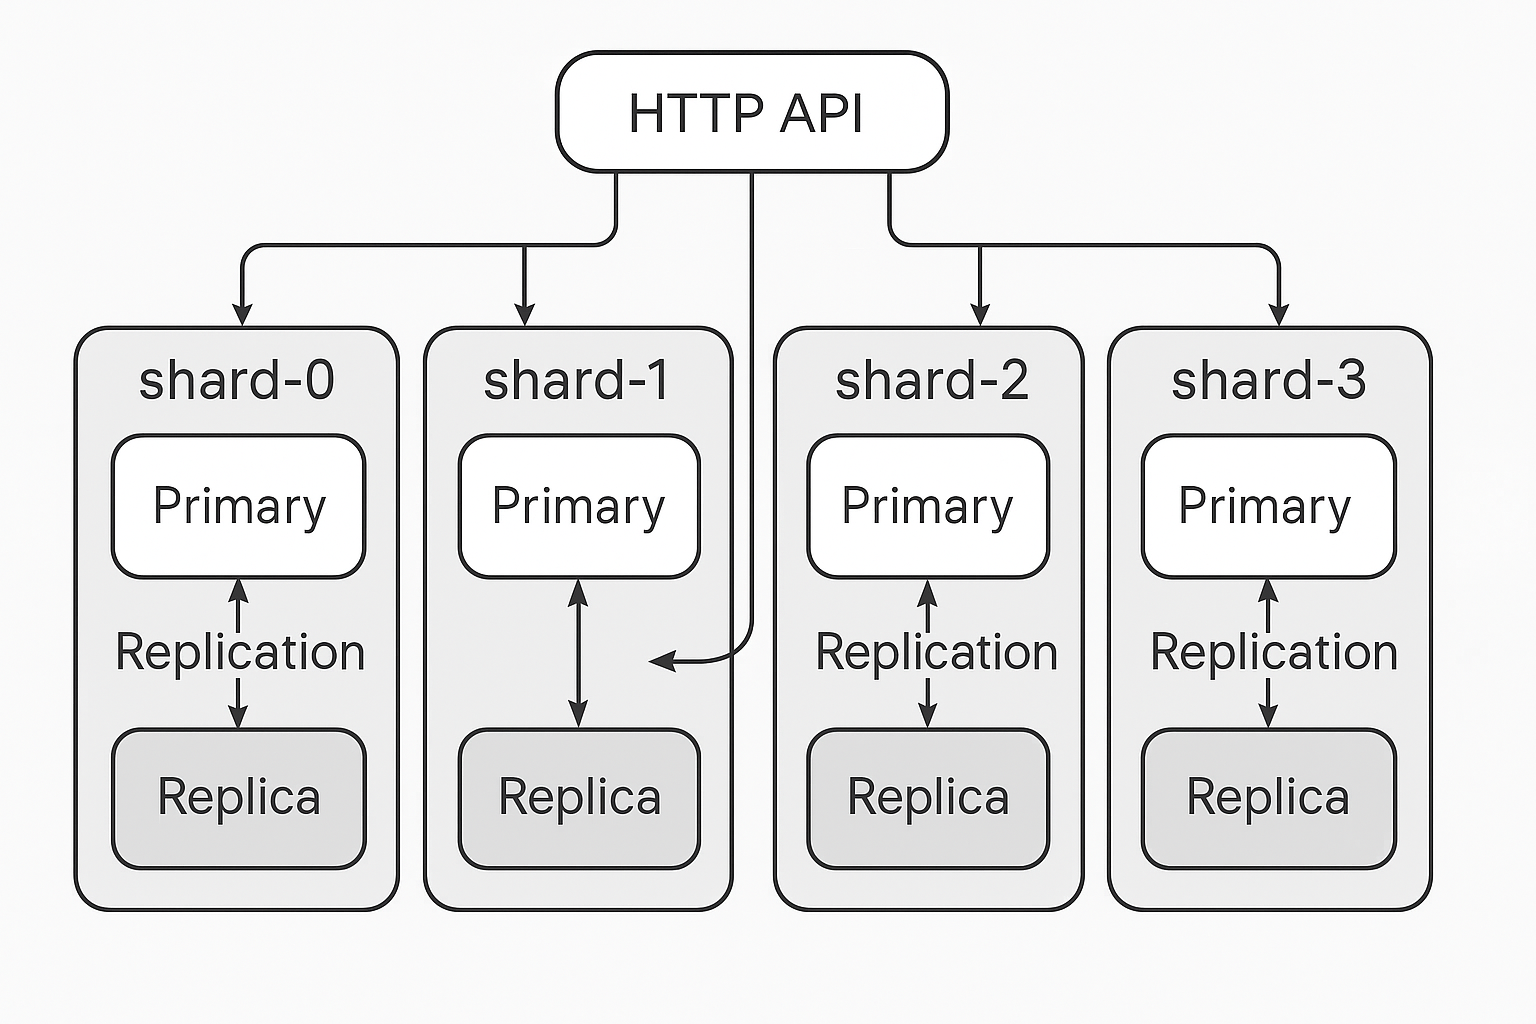 HTTP API
shard-0
Primary
Replication
Replica
shard-1
Primary
Replica
shard-2
Primary
Replication
Replica
shard-3
Primary
Replication
Replica